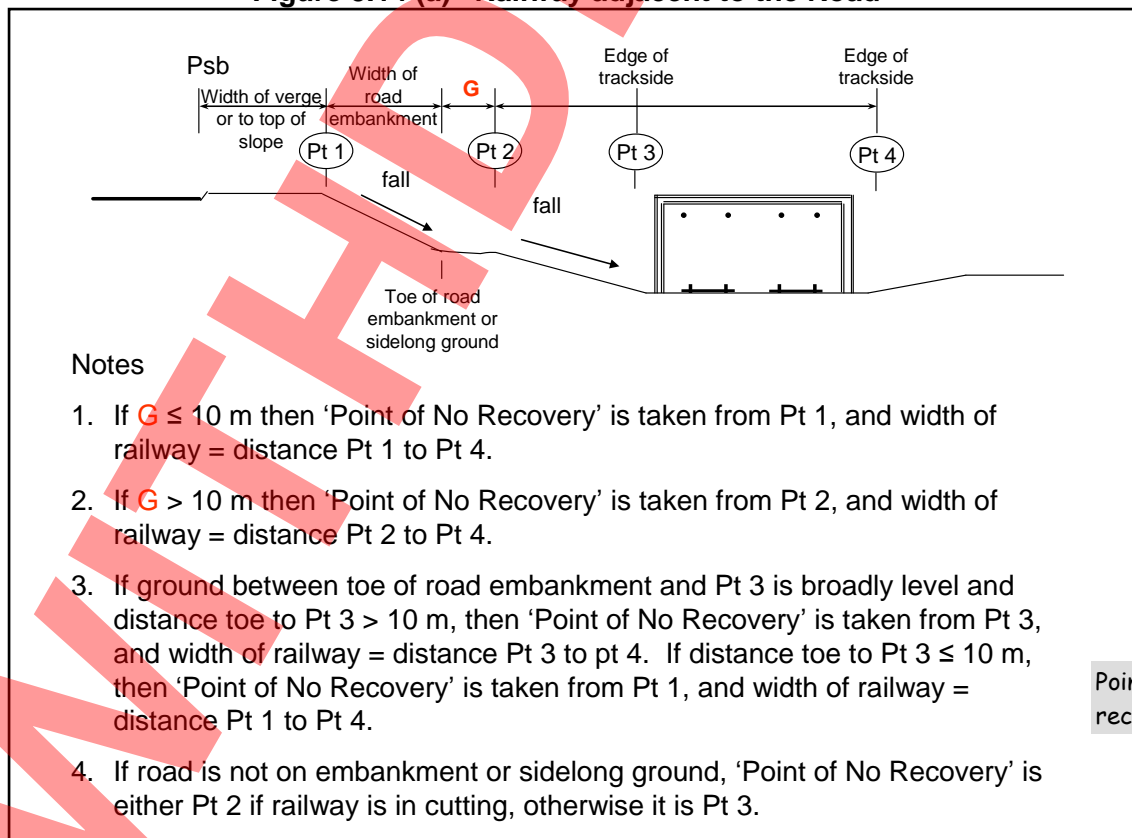 Figure 3.14 (a) - Railway adjacent to the Road
Psb
Width of verge
or to top of
slope
Width of
road
embankment
G
Edge of
trackside
Edge of
trackside
Pt 1
Pt 2
Pt 3
Pt 4
fall
fall
Toe of road
embankment or
sidelong ground
Notes
1. If G ≤ 10 m then ‘Point of No Recovery’ is taken from Pt 1, and width of
railway = distance Pt 1 to Pt 4.
2. If G > 10 m then ‘Point of No Recovery’ is taken from Pt 2, and width of
railway = distance Pt 2 to Pt 4.
3. If ground between toe of road embankment and Pt 3 is broadly level and
distance toe to Pt 3 > 10 m, then ‘Point of No Recovery’ is taken from Pt 3,
and width of railway = distance Pt 3 to pt 4. If distance toe to Pt 3 ≤ 10 m,
then ‘Point of No Recovery’ is taken from Pt 1, and width of railway =
distance Pt 1 to Pt 4.
4. If road is not on embankment or sidelong ground, ‘Point of No Recovery’ is
either Pt 2 if railway is in cutting, otherwise it is Pt 3.
WITHD